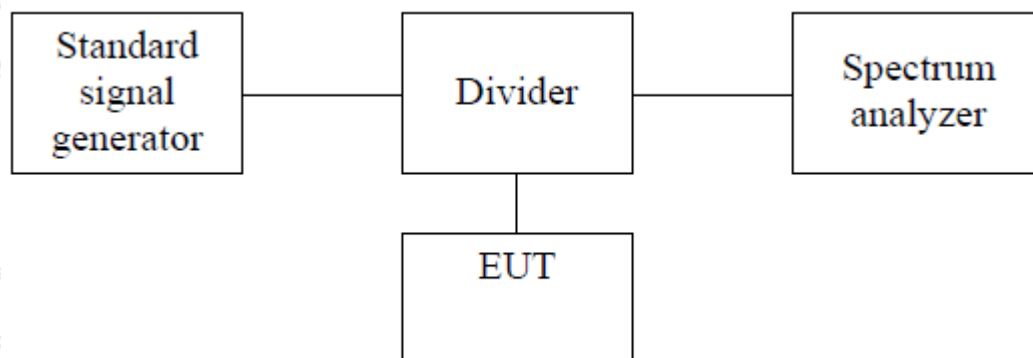 Standard
signal
generator
Divider
Spectrum
analyzer
EUT